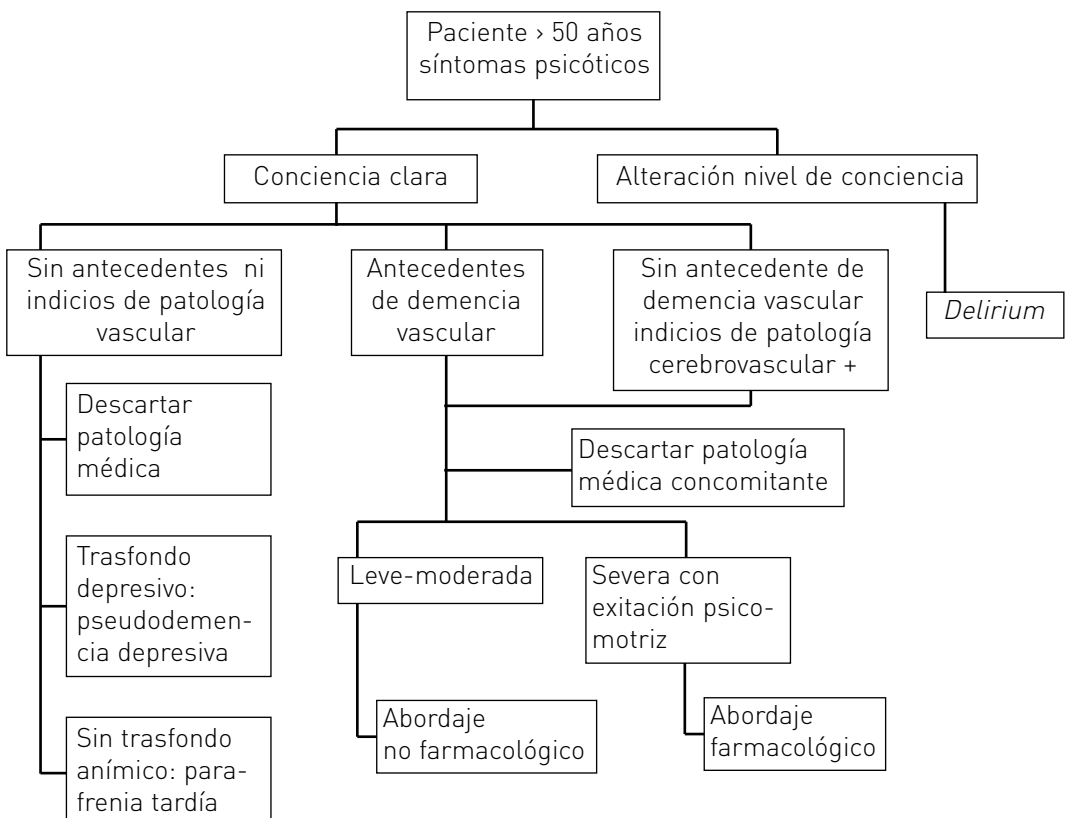 Paciente › 50 años
síntomas psicóticos
Conciencia clara
Alteración nivel de conciencia
Sin antecedentes ni
indicios de patología
vascular
Antecedentes
de demencia
vascular
Sin antecedente de
demencia vascular
indicios de patología
cerebrovascular +
Delirium
Descartar
patología
médica
Descartar patología
médica concomitante
Trasfondo
depresivo:
pseudodemen-
cia depresiva
Leve-moderada
Severa con
exitación psico-
motriz
Sin trasfondo
anímico: para-
frenia tardía
Abordaje
no farmacológico
Abordaje
farmacológico